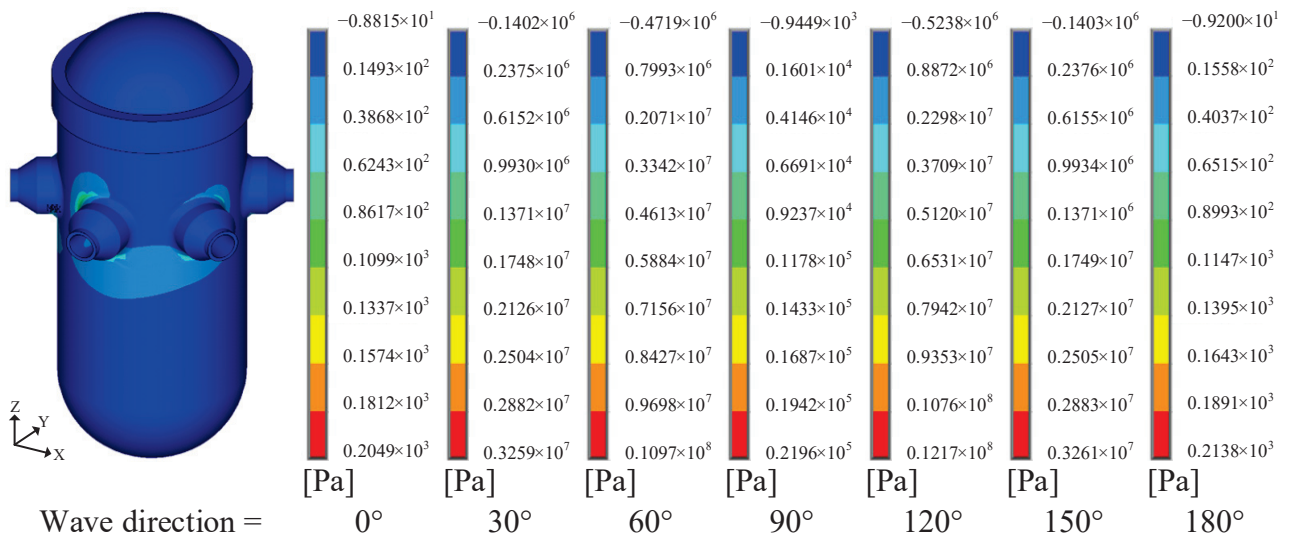 −0.8815×10¹ −0.1402×10⁶ −0.4719×10⁶ −0.9449×10³ −0.5238×10⁶ −0.1403×10⁶ −0.9200×10¹
0.1493×10² 0.2375×10⁶ 0.7993×10⁶ 0.1601×10⁴ 0.8872×10⁶ 0.2376×10⁶ 0.1558×10²
0.3868×10² 0.6152×10⁶ 0.2071×10⁷ 0.4146×10⁴ 0.2298×10⁷ 0.6155×10⁶ 0.4037×10²
0.6243×10² 0.9930×10⁶ 0.3342×10⁷ 0.6691×10⁴ 0.3709×10⁷ 0.9934×10⁶ 0.6515×10²
0.8617×10² 0.1371×10⁷ 0.4613×10⁷ 0.9237×10⁴ 0.5120×10⁷ 0.1371×10⁶ 0.8993×10²
0.1099×10³ 0.1748×10⁷ 0.5884×10⁷ 0.1178×10⁵ 0.6531×10⁷ 0.1749×10⁷ 0.1147×10³
0.1337×10³ 0.2126×10⁷ 0.7156×10⁷ 0.1433×10⁵ 0.7942×10⁷ 0.2127×10⁷ 0.1395×10³
0.1574×10³ 0.2504×10⁷ 0.8427×10⁷ 0.1687×10⁵ 0.9353×10⁷ 0.2505×10⁷ 0.1643×10³
0.1812×10³ 0.2882×10⁷ 0.9698×10⁷ 0.1942×10⁵ 0.1076×10⁸ 0.2883×10⁷ 0.1891×10³
0.2049×10³ 0.3259×10⁷ 0.1097×10⁸ 0.2196×10⁵ 0.1217×10⁸ 0.3261×10⁷ 0.2138×10³
Z
Y
X
[Pa] [Pa] [Pa] [Pa] [Pa] [Pa] [Pa]
Wave direction = 0° 30° 60° 90° 120° 150° 180°